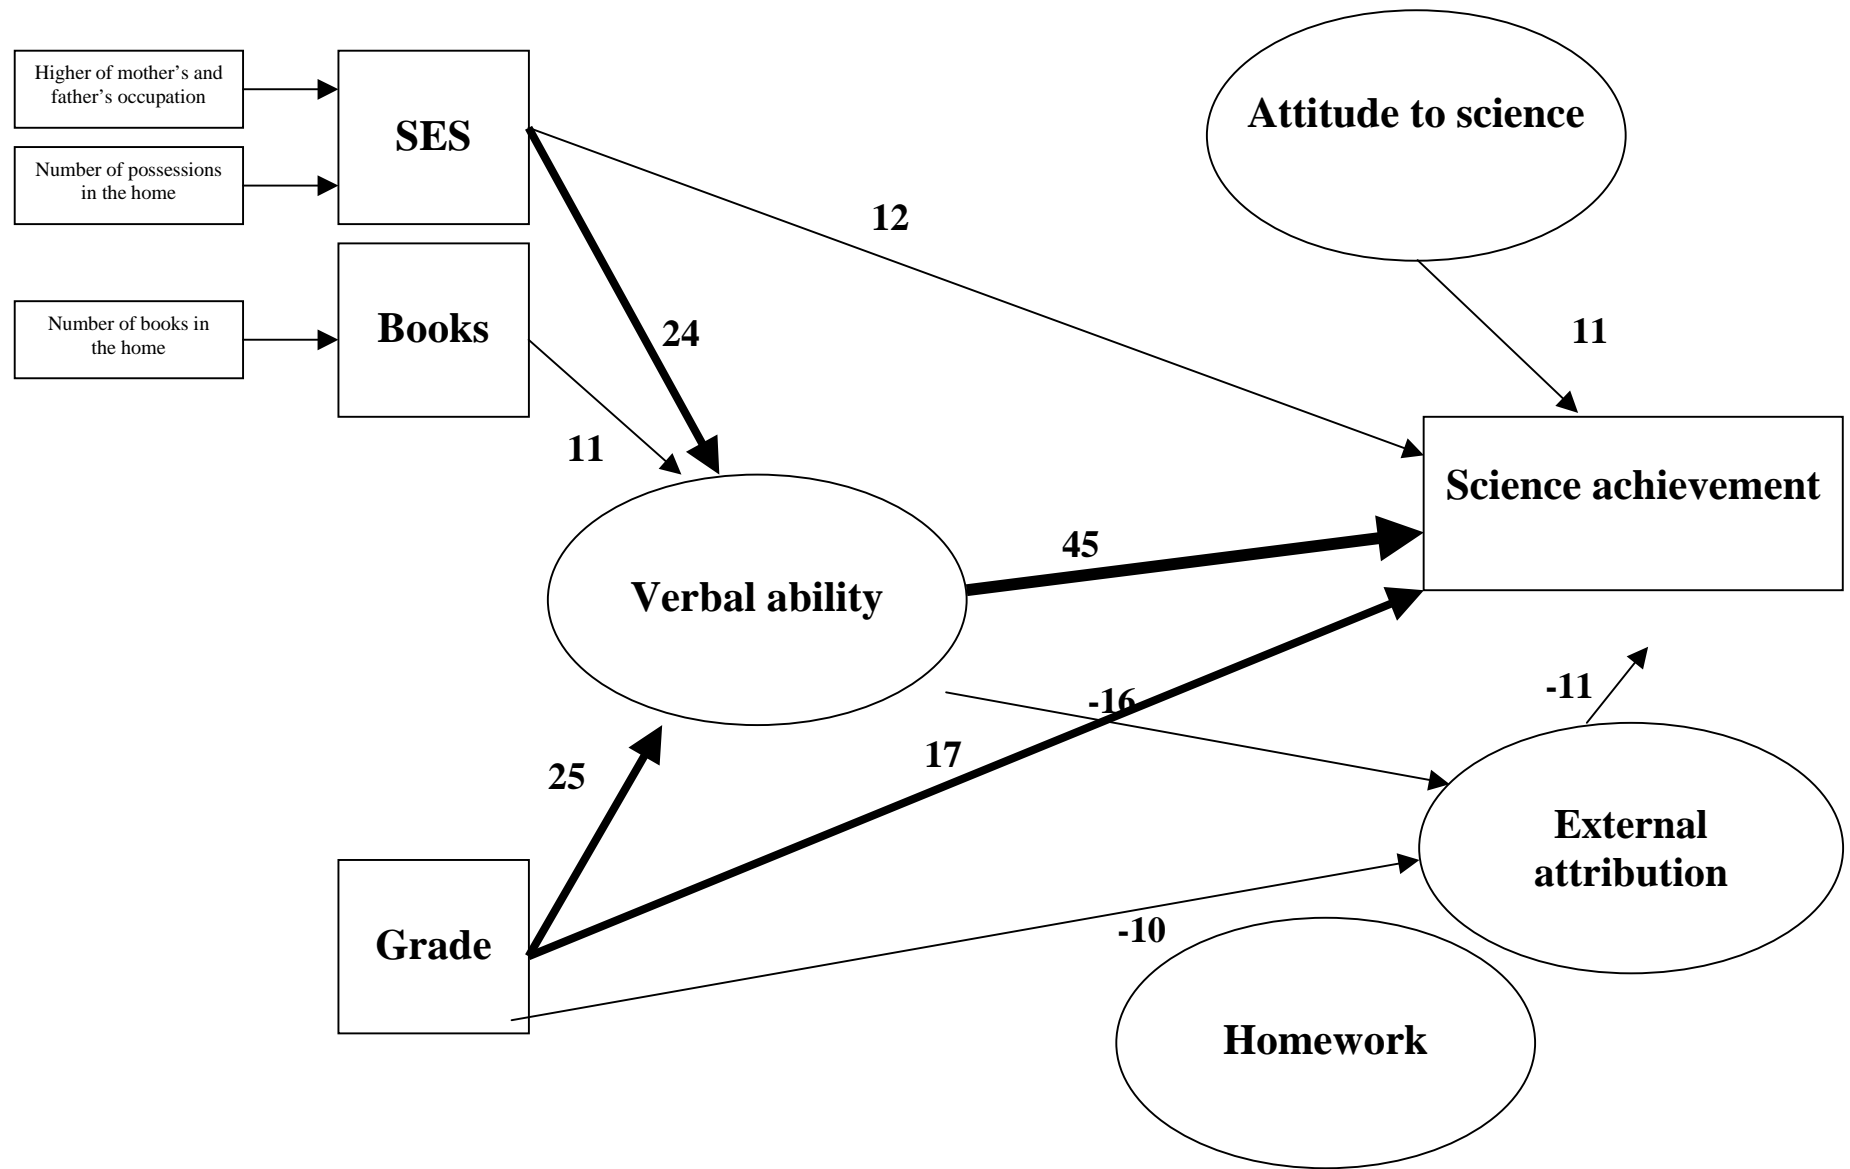 Higher of mother’s and
father’s occupation
SES
Number of possessions
in the home
Attitude to science
12
Books
Number of books in
the home
24
11
11
Science achievement
45
Verbal ability
-16
-11
17
25
External
attribution
Grade
-10
Homework